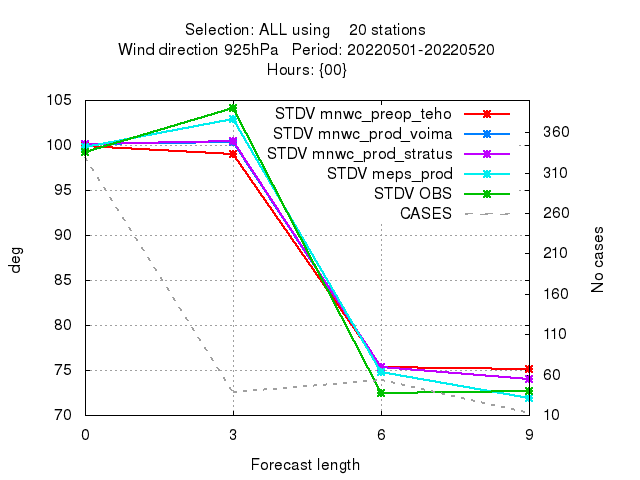 Selection: ALL using 20 stations
Wind direction 925hPa Period: 20220501-20220520
Hours: {00}
STDV mnwc_preop_teho
STDV mnwc_prod_voima
STDV mnwc_prod_stratus
STDV meps_prod
STDV OBS
CASES
deg
105
100
95
90
85
80
75
70
0
3
6
9
Forecast length
360
310
260
210
160
110
60
10
No cases